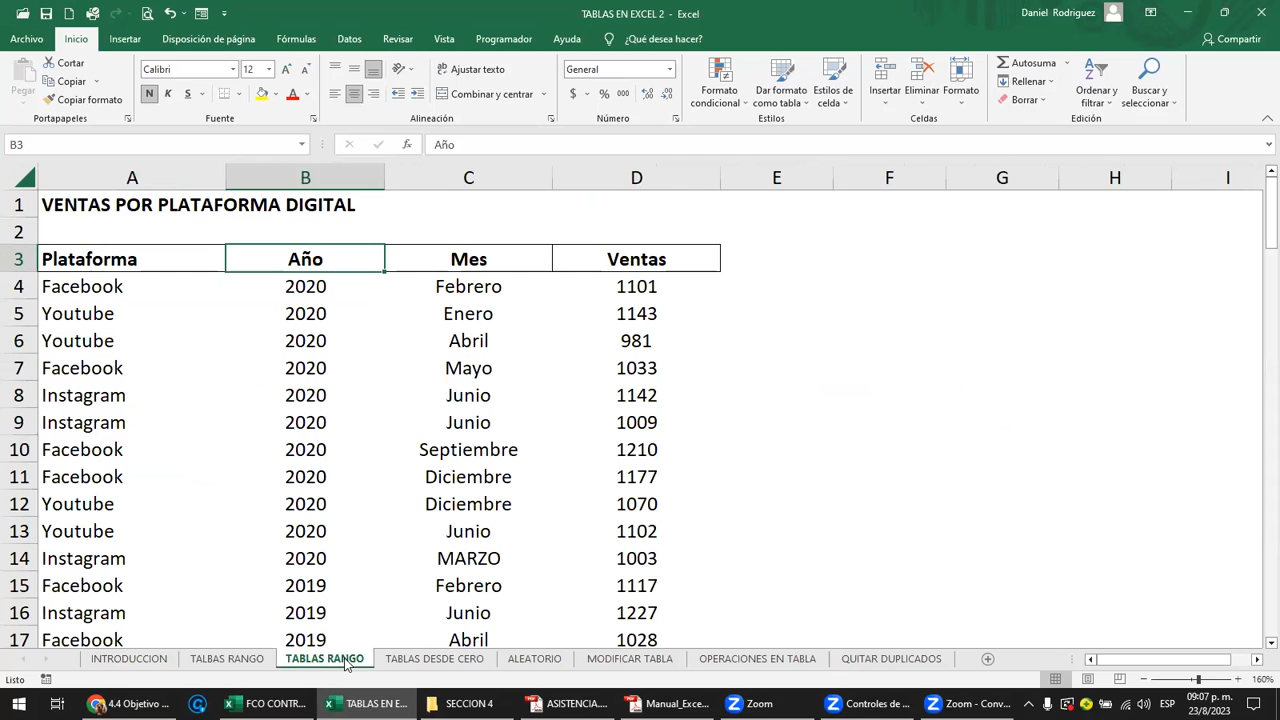 TABLAS EN EXCEL 2 - Excel
Daniel Rodriguez
Archivo Inicio Insertar Disposición de página Fórmulas Datos Revisar Vista Programador Ayuda ¿Qué desea hacer? Compartir
Pegar
Cortar
Copiar
Copiar formato
Portapapeles
Calibri 12
N K S
Fuente
Ajustar texto
Combinar y centrar
Alineación
General
$ % 000
Número
Formato condicional
Dar formato como tabla
Estilos de celda
Estilos
Insertar Eliminar Formato
Celdas
Autosuma
Rellenar
Borrar
Ordenar y filtrar
Buscar y seleccionar
Edición
B3 fx Año
A B C D E F G H I
1 VENTAS POR PLATAFORMA DIGITAL
2
3 Plataforma Año Mes Ventas
4 Facebook 2020 Febrero 1101
5 Youtube 2020 Enero 1143
6 Youtube 2020 Abril 981
7 Facebook 2020 Mayo 1033
8 Instagram 2020 Junio 1142
9 Instagram 2020 Junio 1009
10 Facebook 2020 Septiembre 1210
11 Facebook 2020 Diciembre 1177
12 Youtube 2020 Diciembre 1070
13 Youtube 2020 Junio 1102
14 Instagram 2020 MARZO 1003
15 Facebook 2019 Febrero 1117
16 Instagram 2019 Junio 1227
17 Facebook 2019 Abril 1028
INTRODUCCION TALBAS RANGO TABLAS RANGO TABLAS DESDE CERO ALEATORIO MODIFICAR TABLA OPERACIONES EN TABLA QUITAR DUPLICADOS
Listo 160%
4.4 Objetivo ... FCO CONTR... TABLAS EN E... SECCION 4 ASISTENCIA.... Manual_Exce... Zoom Controles de ... Zoom - Conv... ESP 09:07 p. m.
23/8/2023